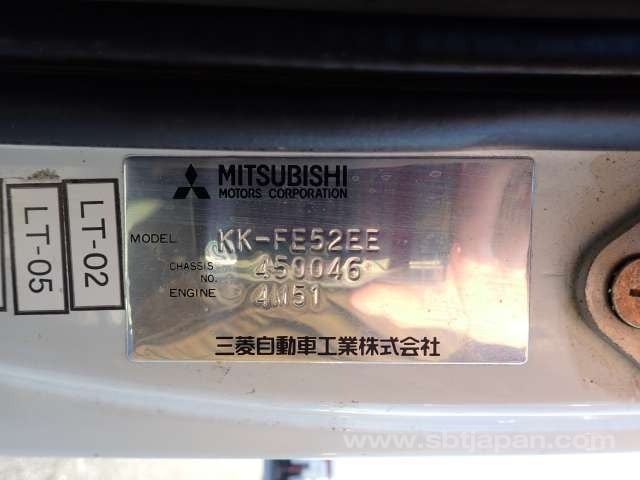 MITSUBISHI
MOTORS CORPORATION
MODEL KK-FE52EE
CHASSIS NO. 450046
ENGINE 4M51
三菱自動車工業株式会社
LT-05
LT-02
www.sbtjapan.com